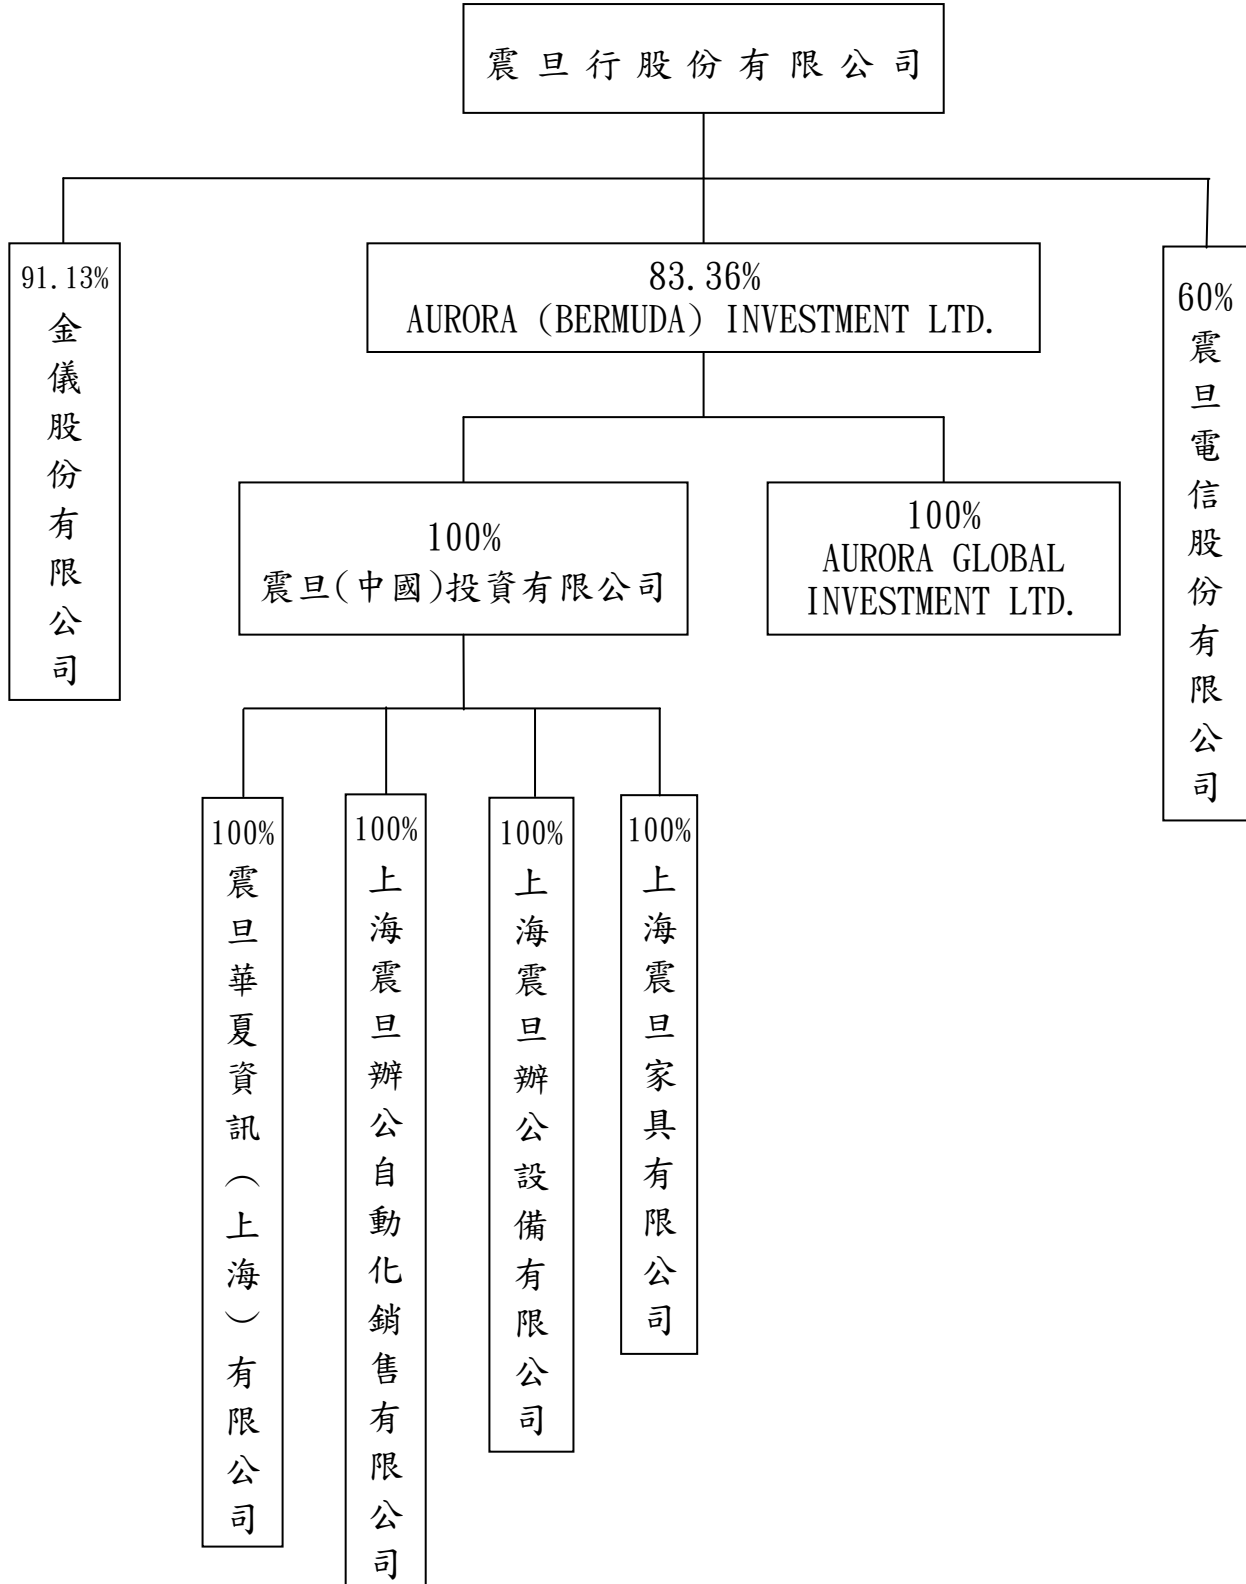 震旦行股份有限公司
91.13%
金儀股份有限公司
83.36%
AURORA (BERMUDA) INVESTMENT LTD.
60%
震旦電信股份有限公司
100%
震旦(中國)投資有限公司
100%
AURORA GLOBAL
INVESTMENT LTD.
100%
震旦華夏資訊（上海）有限公司
100%
上海震旦辦公自動化銷售有限公司
100%
上海震旦辦公設備有限公司
100%
上海震旦家具有限公司